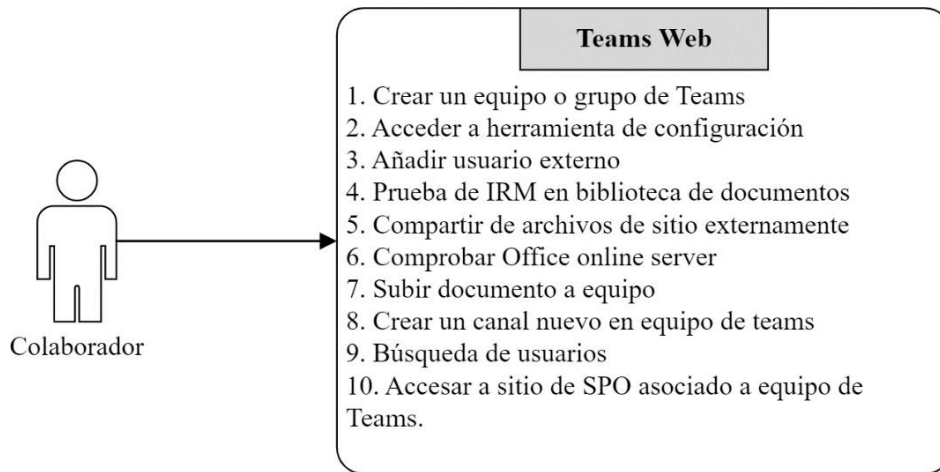 Teams Web
1. Crear un equipo o grupo de Teams
2. Acceder a herramienta de configuración
3. Añadir usuario externo
4. Prueba de IRM en biblioteca de documentos
5. Compartir de archivos de sitio externamente
6. Comprobar Office online server
7. Subir documento a equipo
8. Crear un canal nuevo en equipo de teams
9. Búsqueda de usuarios
10. Accesar a sitio de SPO asociado a equipo de
Teams.
Colaborador